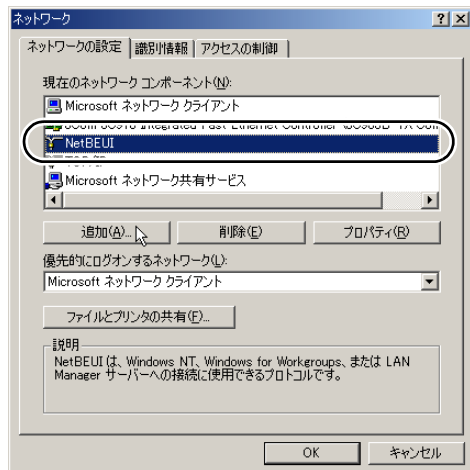 ネットワーク
ネットワークの設定
識別情報
アクセスの制御
現在のネットワーク コンポーネント(N):
Microsoft ネットワーク クライアント
NetBEUI
Microsoft ネットワーク共有サービス
追加(A)...
削除(E)
プロパティ(R)
優先的にログオンするネットワーク(L):
Microsoft ネットワーク クライアント
ファイルとプリンタの共有(F)...
説明
NetBEUI は、Windows NT、Windows for Workgroups、または LAN
Manager サーバーへの接続に使用できるプロトコルです。
OK
キャンセル